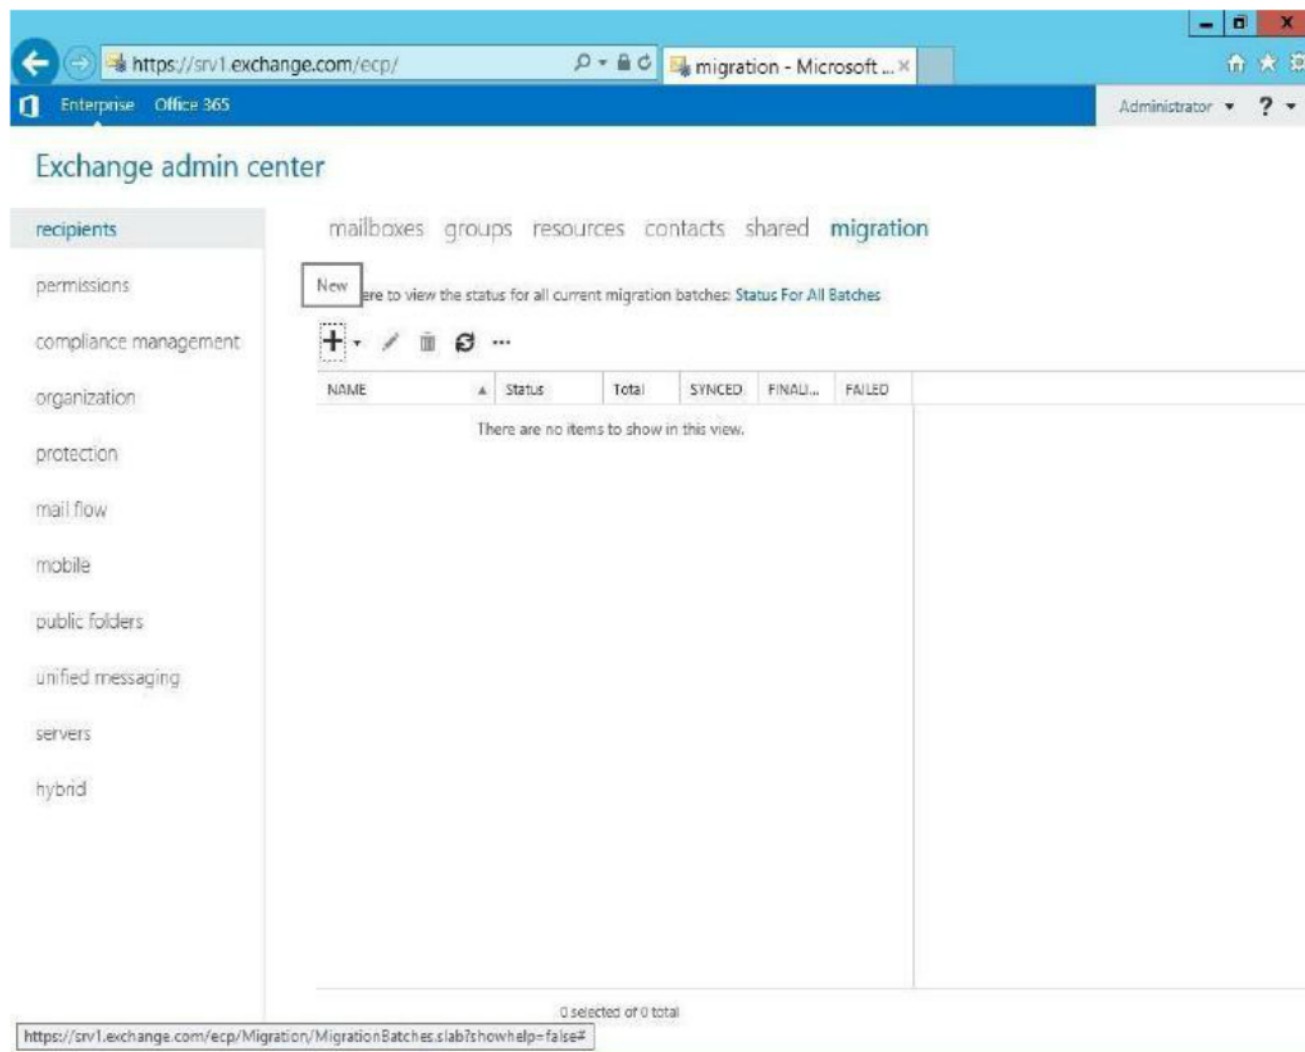 https://srv1.exchange.com/ecp/
migration - Microsoft ...
Enterprise Office 365
Administrator ?
Exchange admin center
recipients
permissions
compliance management
organization
protection
mail flow
mobile
public folders
unified messaging
servers
hybrid
mailboxes groups resources contacts shared migration
New
ere to view the status for all current migration batches: Status For All Batches
NAME Status Total SYNCED FINALI... FAILED
There are no items to show in this view.
0 selected of 0 total
https://srv1.exchange.com/ecp/Migration/MigrationBatches.slab?showhelp=false#